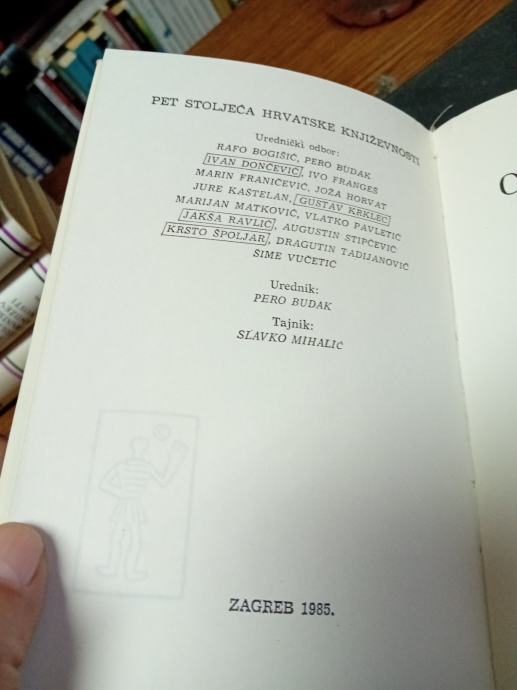 PET STOLJEĆA HRVATSKE KNJIŽEVNOSTI
Urednički odbor:
RAFO BOGIŠIĆ, PERO BUDAK
IVAN DONČEVIĆ, IVO FRANGEŠ
MARIN FRANIČEVIĆ, JOŽA HORVAT
JURE KAŠTELAN, GUSTAV KRKLEC
MARIJAN MATKOVIĆ, VLATKO PAVLETIĆ
JAKŠA RAVLIĆ, AUGUSTIN STIPČEVIĆ
KRSTO ŠPOLJAR, DRAGUTIN TADIJANOVIĆ
ŠIME VUČETIĆ
Urednik:
PERO BUDAK
Tajnik:
SLAVKO MIHALIĆ
ZAGREB 1985.